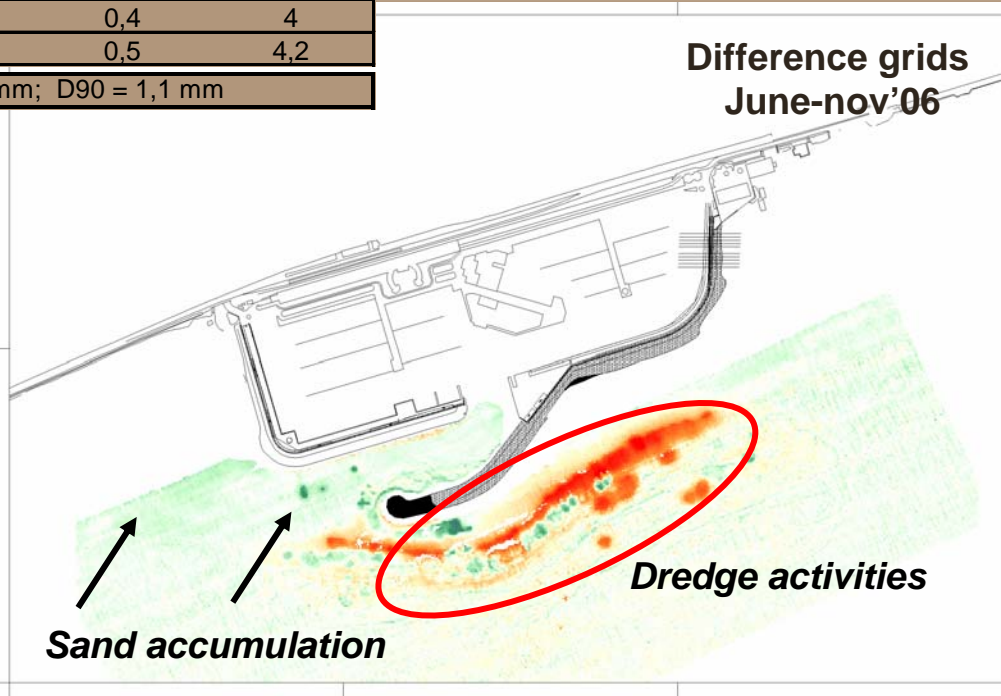 0,4 4
0,5 4,2
mm; D90 = 1,1 mm
Difference grids
June-nov'06
Dredge activities
Sand accumulation